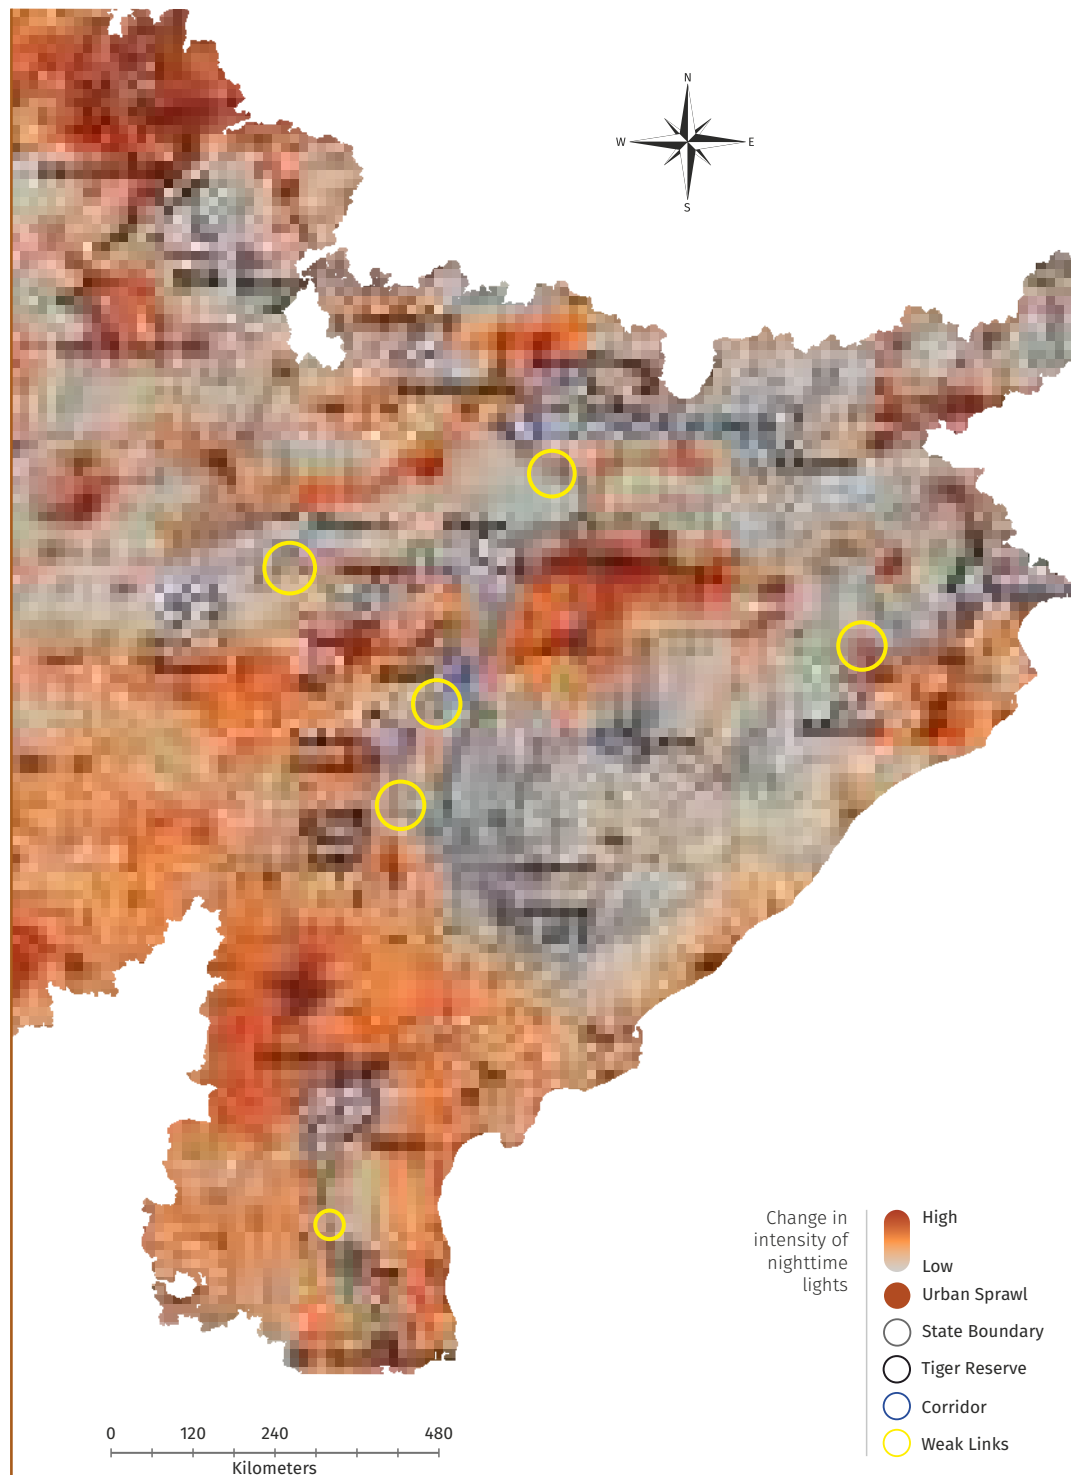 N
W
E
S
Change in
intensity of
nighttime
lights
High
Low
Urban Sprawl
State Boundary
Tiger Reserve
Corridor
Weak Links
0 120 240 480
Kilometers